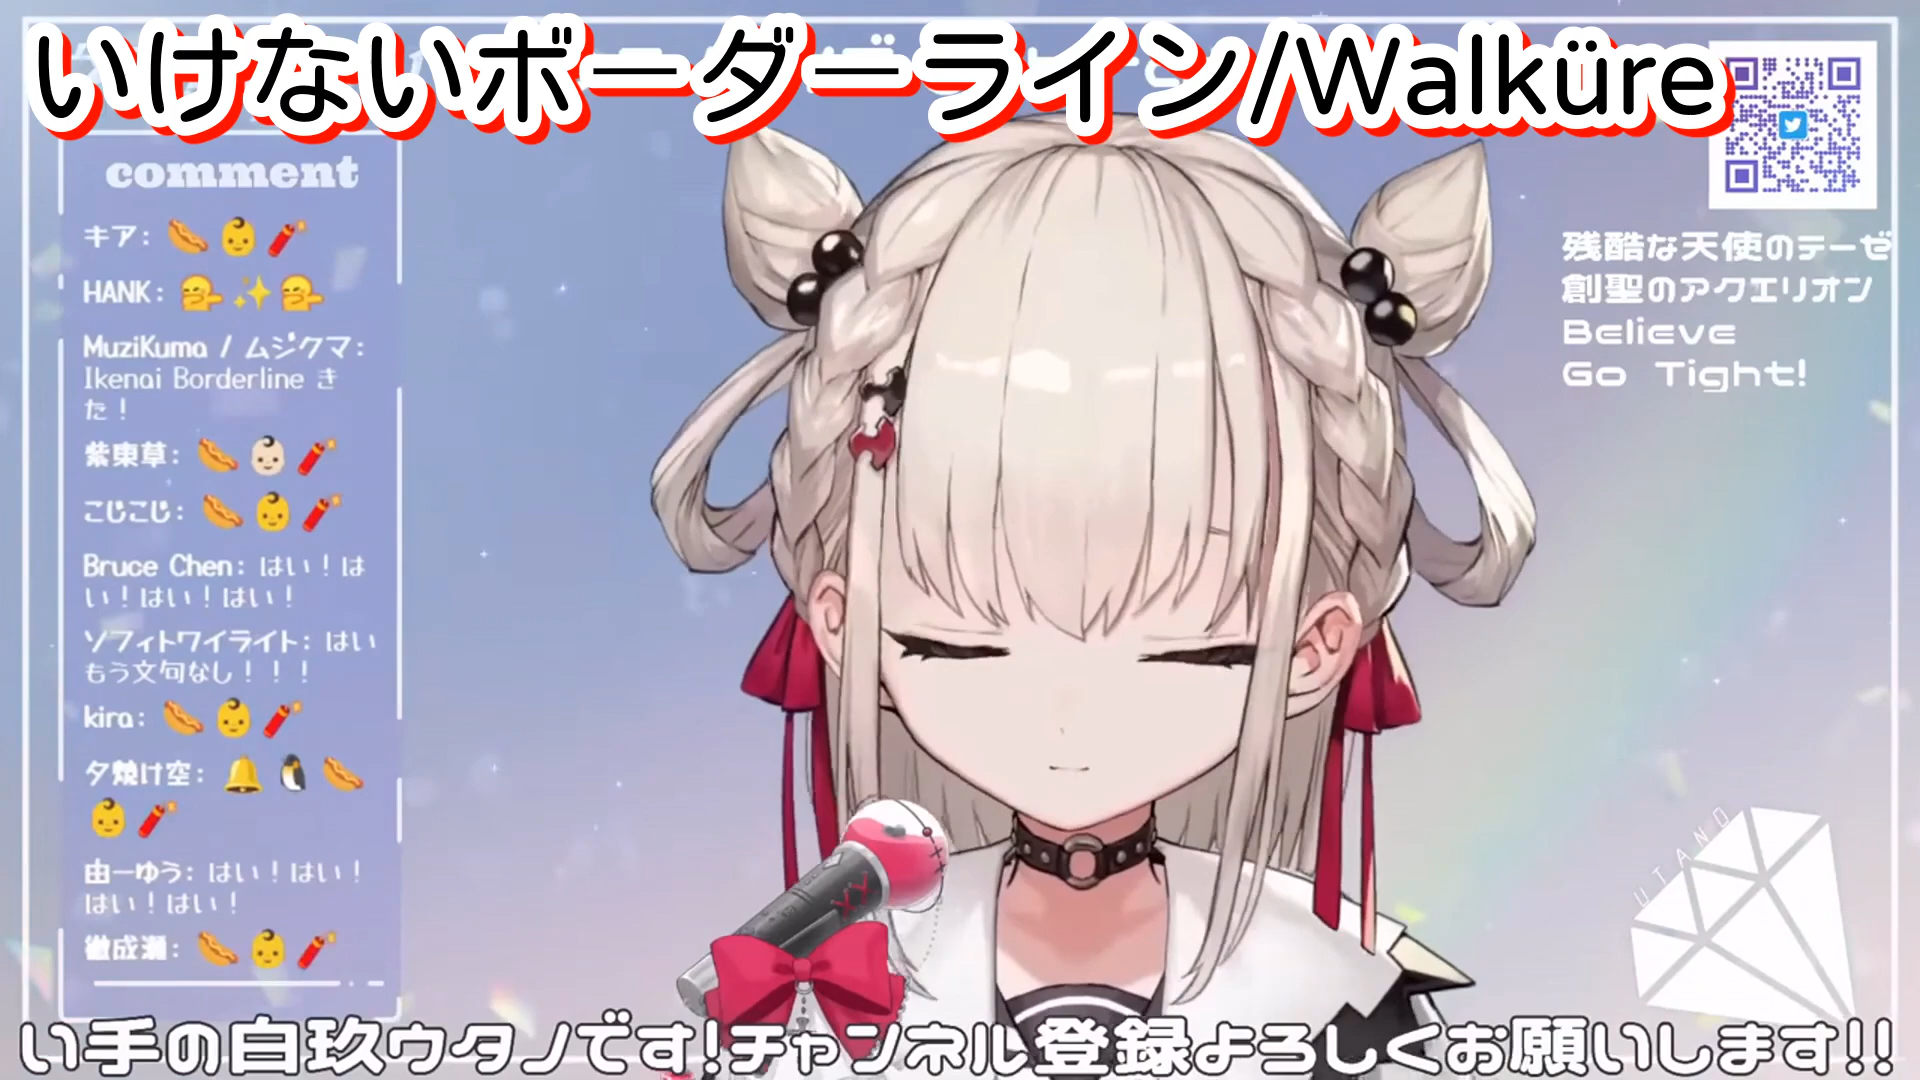 いけないボーダーライン/Walküre
comment
キア: 🌭👶🧨
HANK: 
MuziKuma / ムジクマ:
Ikenai Borderline き
た！
紫東草: 🌭👶🏻🧨
こじこじ: 🌭👶🧨
Bruce Chen: はい！は
い！はい！はい！
ソフィトワイライト: はい
もう文句なし！！！
kira: 🌭👶🧨
夕焼け空: 🔔🐧🌭
👶🧨
由一ゆう: はい！はい！
はい！はい！
徹成瀬: 🌭👶🧨
残酷な天使のテーゼ
創聖のアクエリオン
Believe
Go Tight!
UTANO
い手の白玖ウタノです!チャンネル登録よろしくお願いします!!